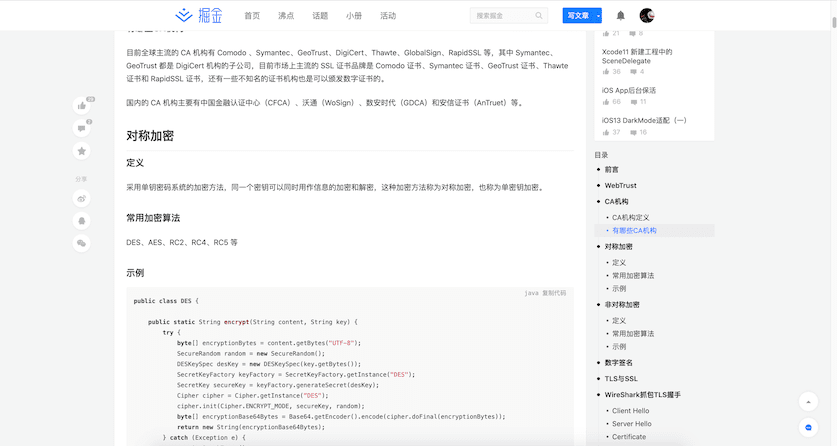 掘金
首页
沸点
话题
小册
活动
搜索掘金
写文章
目前全球主流的 CA 机构有 Comodo 、Symantec、GeoTrust、DigiCert、Thawte、GlobalSign、RapidSSL 等，其中 Symantec、
GeoTrust 都是 DigiCert 机构的子公司，目前市场上主流的 SSL 证书品牌是 Comodo 证书、Symantec 证书、GeoTrust 证书、Thawte
证书和 RapidSSL 证书，还有一些不知名的证书机构也是可以颁发数字证书的。
国内的 CA 机构主要有中国金融认证中心（CFCA）、沃通（WoSign）、数安时代（GDCA）和安信证书（AnTruet）等。
对称加密
定义
采用单钥密码系统的加密方法，同一个密钥可以同时用作信息的加密和解密，这种加密方法称为对称加密，也称为单密钥加密。
常用加密算法
DES、AES、RC2、RC4、RC5 等
示例
java 复制代码
public class DES {
public static String encrypt(String content, String key) {
try {
byte[] encryptionBytes = content.getBytes("UTF-8");
SecureRandom random = new SecureRandom();
DESKeySpec desKey = new DESKeySpec(key.getBytes());
SecretKeyFactory keyFactory = SecretKeyFactory.getInstance("DES");
SecretKey secureKey = keyFactory.generateSecret(desKey);
Cipher cipher = Cipher.getInstance("DES");
cipher.init(Cipher.ENCRYPT_MODE, secureKey, random);
byte[] encryptionBase64Bytes = Base64.getEncoder().encode(cipher.doFinal(encryptionBytes));
return new String(encryptionBase64Bytes);
} catch (Exception e) {
分享
21 8
Xcode11 新建工程中的
SceneDelegate
36 4
iOS App后台保活
66 11
iOS13 DarkMode适配（一）
37 16
目录
前言
WebTrust
CA机构
CA机构定义
有哪些CA机构
对称加密
定义
常用加密算法
示例
非对称加密
定义
常用加密算法
示例
数字签名
TLS与SSL
WireShark抓包TLS握手
Client Hello
Server Hello
Certificate